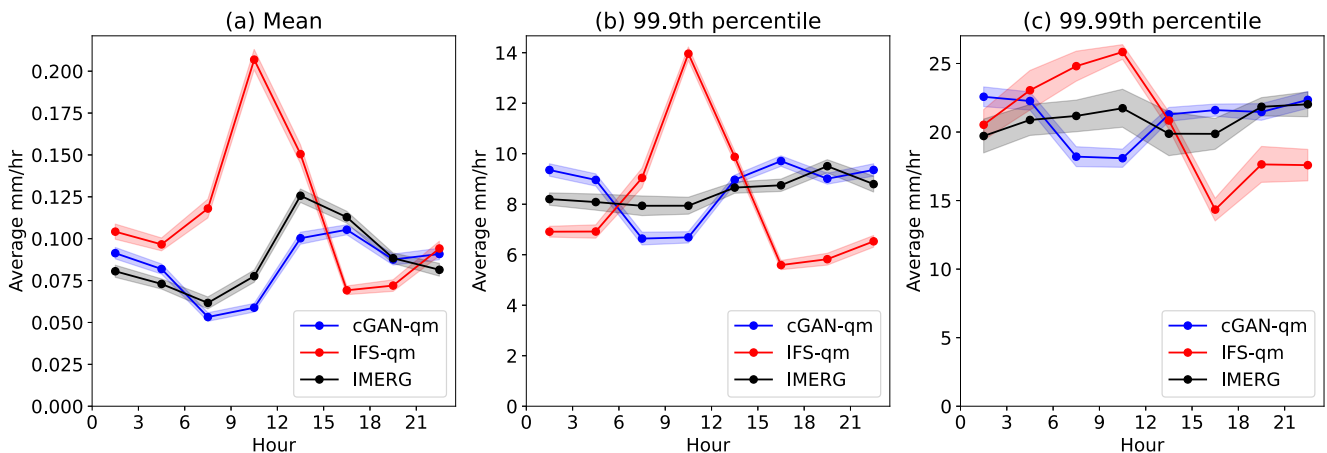 (a) Mean
Average mm/hr
0.200
0.175
0.150
0.125
0.100
0.075
0.050
0.025
0.000
0 3 6 9 12 15 18 21
Hour
cGAN-qm
IFS-qm
IMERG
(b) 99.9th percentile
Average mm/hr
14
12
10
8
6
4
2
0
0 3 6 9 12 15 18 21
Hour
cGAN-qm
IFS-qm
IMERG
(c) 99.99th percentile
Average mm/hr
25
20
15
10
5
0
0 3 6 9 12 15 18 21
Hour
cGAN-qm
IFS-qm
IMERG